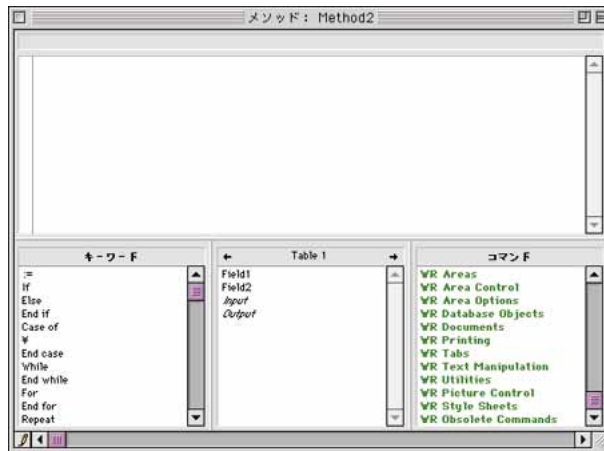 メソッド: Method2
キーワード
:=
If
Else
End if
Case of
¥
End case
While
End while
For
End for
Repeat
Table 1
Field1
Field2
Input
Output
コマンド
WR Areas
WR Area Control
WR Area Options
WR Database Objects
WR Documents
WR Printing
WR Tabs
WR Text Manipulation
WR Utilities
WR Picture Control
WR Style Sheets
WR Obsolete Commands